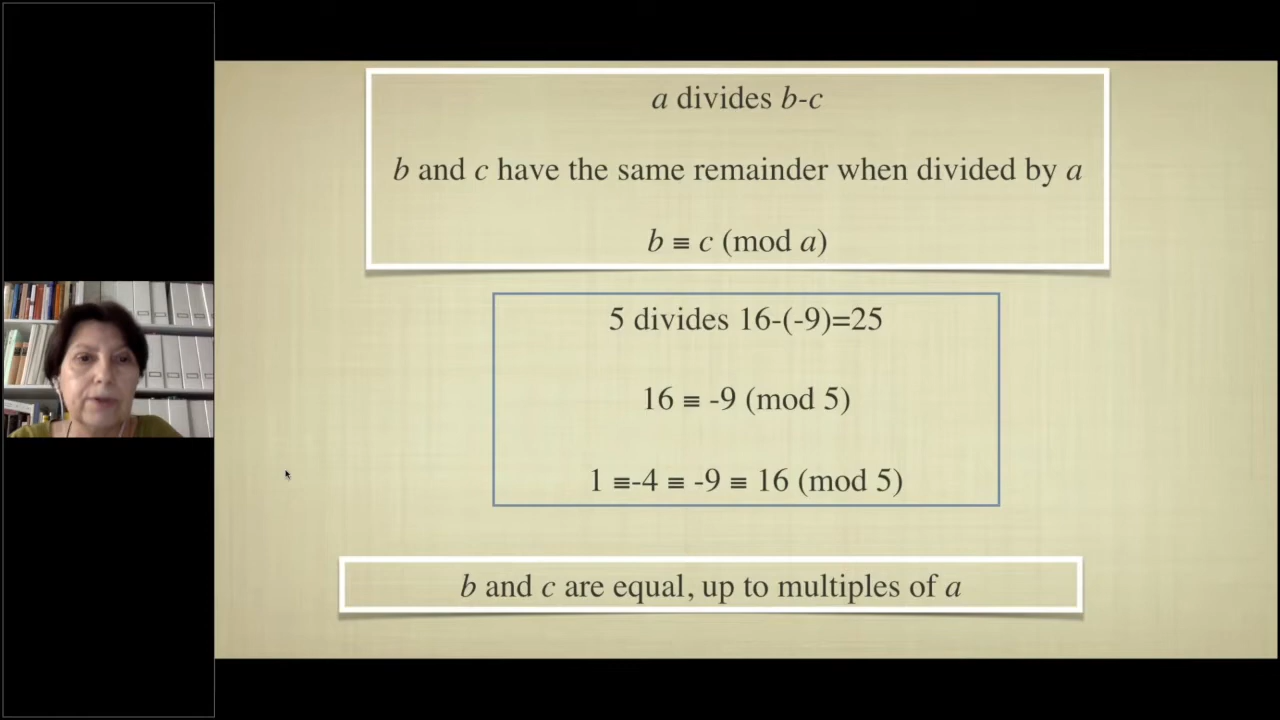 a divides b-c
b and c have the same remainder when divided by a
b ≡ c (mod a)
5 divides 16-(-9)=25
16 ≡ -9 (mod 5)
1 ≡-4 ≡ -9 ≡ 16 (mod 5)
b and c are equal, up to multiples of a